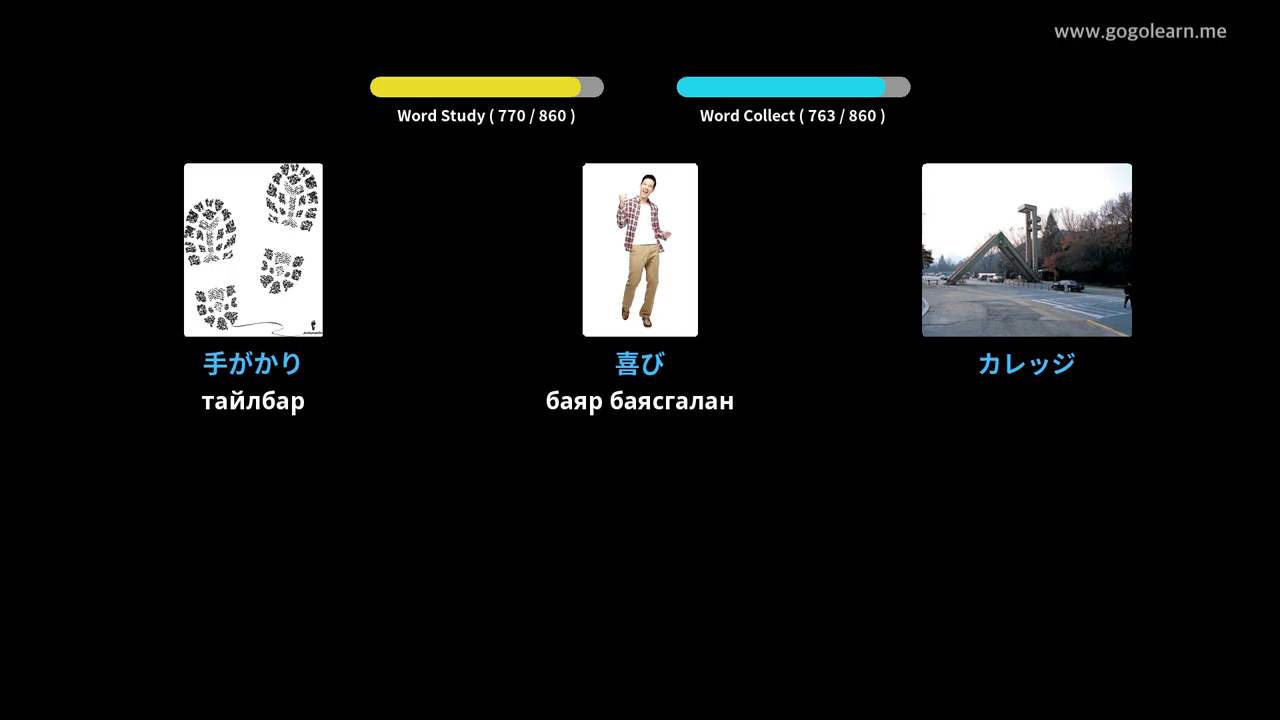 www.gogolearn.me
Word Study ( 770 / 860 )
Word Collect ( 763 / 860 )
手がかり
тайлбар
喜び
баяр баясгалан
カレッジ